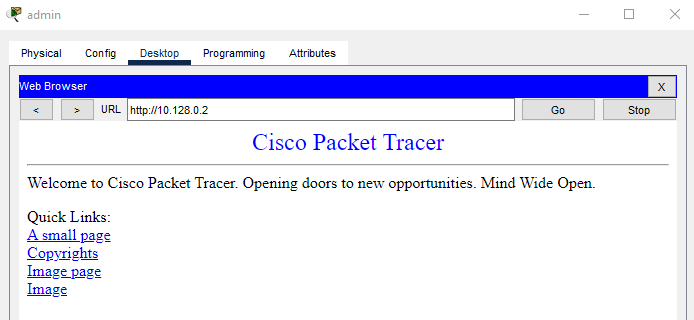 admin
Physical Config Desktop Programming Attributes
Web Browser X
< > URL http://10.128.0.2 Go Stop
Cisco Packet Tracer
Welcome to Cisco Packet Tracer. Opening doors to new opportunities. Mind Wide Open.
Quick Links:
A small page
Copyrights
Image page
Image